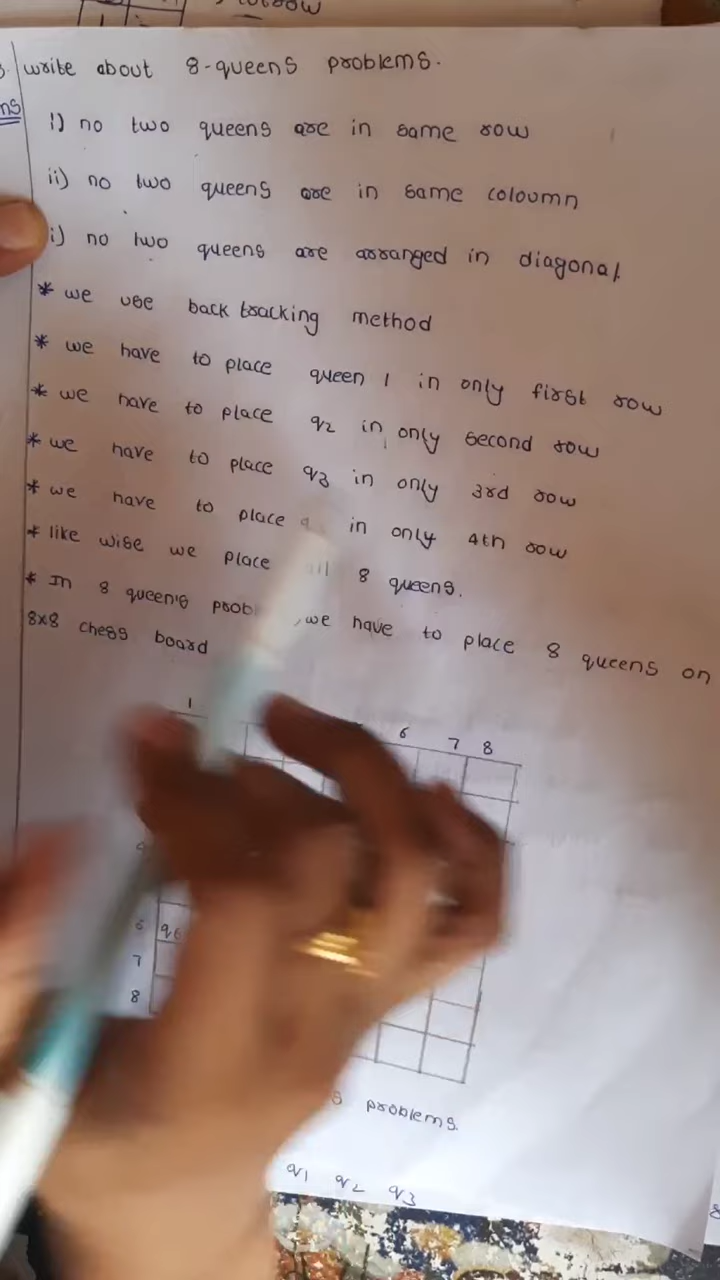 3. write about 8-queens problems.
ns
i) no two queens are in same row
ii) no two queens are in same coloumn
i) no two queens are arranged in diagonal
* we use back tracking method
* we have to place queen 1 in only first row
* we have to place q2 in only second row
* we have to place q3 in only 3rd row
* we have to place in only 4th row
* like wise we place 8 queens.
* In 8 queen's we have to place 8 queens on
8x8 chess board
1 6 7 8
6 q6
7
8
problems.
q1 q2 q3